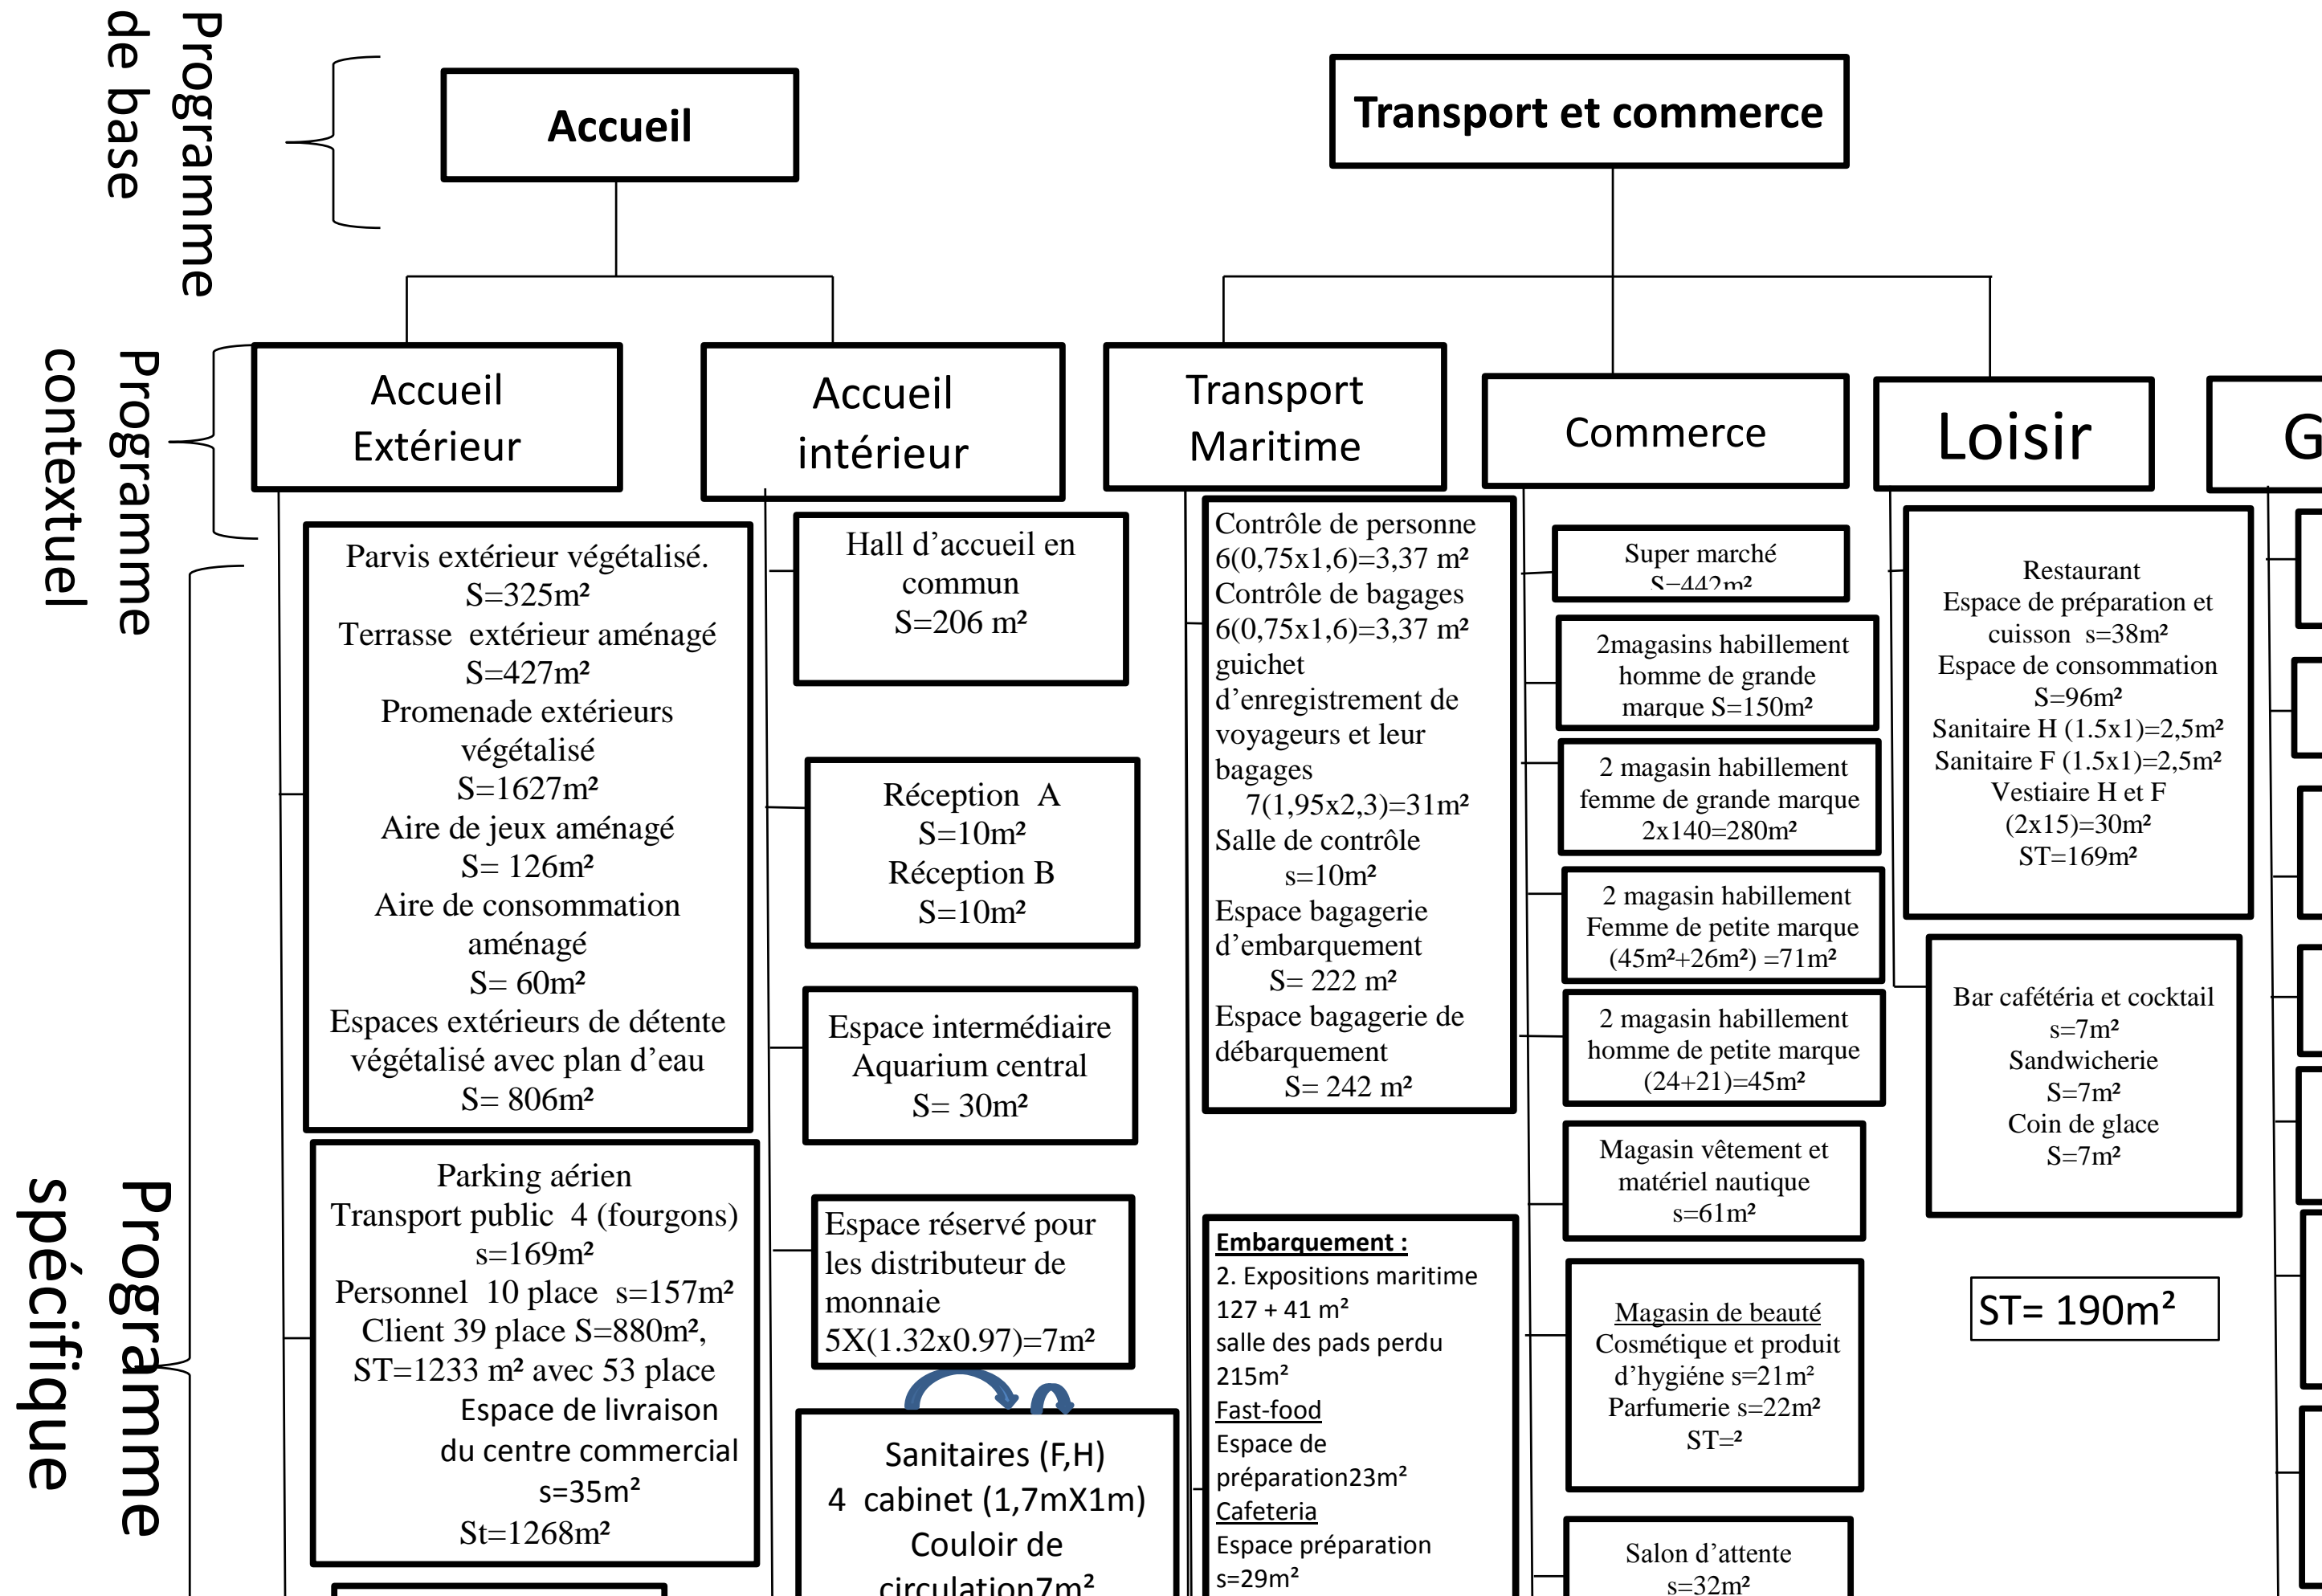 Programme
de base
Accueil
Transport et commerce
Programme
contextuel
Accueil
Extérieur
Accueil
intérieur
Transport
Maritime
Commerce
Loisir
G
Programme
spécifique
Parvis extérieur végétalisé.
S=325m²
Terrasse extérieur aménagé
S=427m²
Promenade extérieurs
végétalisé
S=1627m²
Aire de jeux aménagé
S= 126m²
Aire de consommation
aménagé
S= 60m²
Espaces extérieurs de détente
végétalisé avec plan d’eau
S= 806m²
Parking aérien
Transport public 4 (fourgons)
s=169m²
Personnel 10 place s=157m²
Client 39 place S=880m²,
ST=1233 m² avec 53 place
Espace de livraison
du centre commercial
s=35m²
St=1268m²
Hall d’accueil en
commun
S=206 m²
Réception A
S=10m²
Réception B
S=10m²
Espace intermédiaire
Aquarium central
S= 30m²
Espace réservé pour
les distributeur de
monnaie
5X(1.32x0.97)=7m²
Sanitaires (F,H)
4 cabinet (1,7mX1m)
Couloir de
circulation7m²
Contrôle de personne
6(0,75x1,6)=3,37 m²
Contrôle de bagages
6(0,75x1,6)=3,37 m²
guichet
d’enregistrement de
voyageurs et leur
bagages
7(1,95x2,3)=31m²
Salle de contrôle
s=10m²
Espace bagagerie
d’embarquement
S= 222 m²
Espace bagagerie de
débarquement
S= 242 m²
Embarquement :
2. Expositions maritime
127 + 41 m²
salle des pads perdu
215m²
Fast-food
Espace de
préparation23m²
Cafeteria
Espace préparation
s=29m²
Super marché
S=442m²
2magasins habillement
homme de grande
marque S=150m²
2 magasin habillement
femme de grande marque
2x140=280m²
2 magasin habillement
Femme de petite marque
(45m²+26m²) =71m²
2 magasin habillement
homme de petite marque
(24+21)=45m²
Magasin vêtement et
matériel nautique
s=61m²
Magasin de beauté
Cosmétique et produit
d’hygiéne s=21m²
Parfumerie s=22m²
ST=²
Salon d’attente
s=32m²
Restaurant
Espace de préparation et
cuisson s=38m²
Espace de consommation
S=96m²
Sanitaire H (1.5x1)=2,5m²
Sanitaire F (1.5x1)=2,5m²
Vestiaire H et F
(2x15)=30m²
ST=169m²
Bar cafétéria et cocktail
s=7m²
Sandwicherie
S=7m²
Coin de glace
S=7m²
ST= 190m²